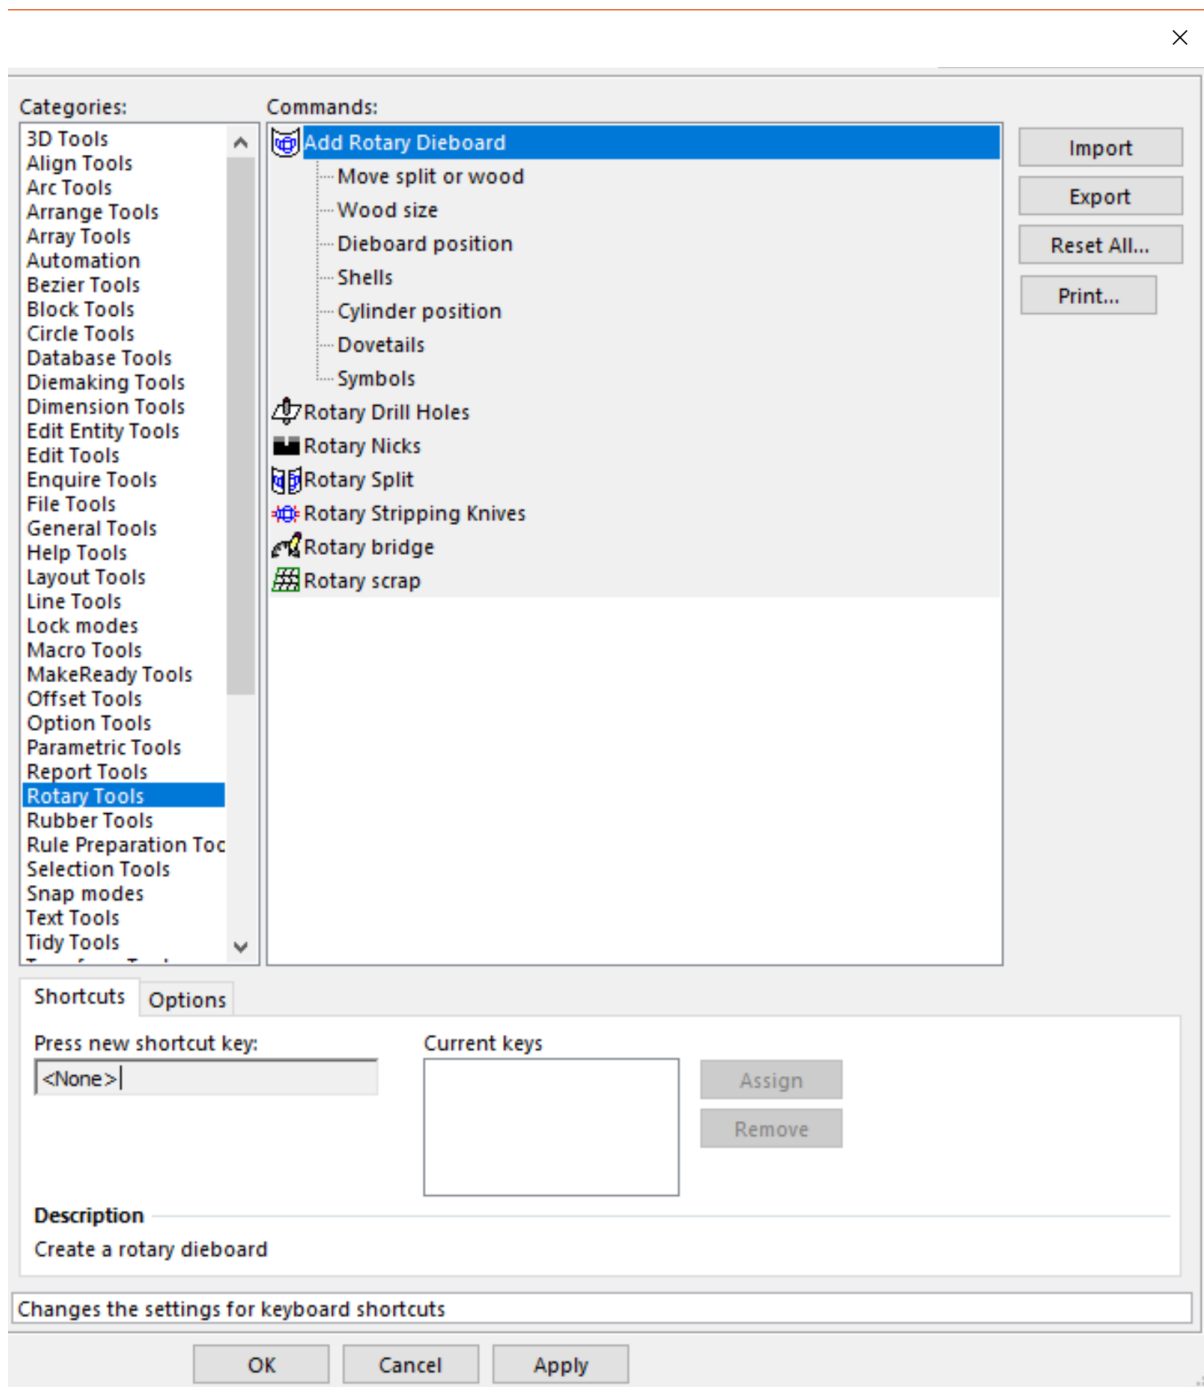 Categories:
3D Tools
Align Tools
Arc Tools
Arrange Tools
Array Tools
Automation
Bezier Tools
Block Tools
Circle Tools
Database Tools
Diemaking Tools
Dimension Tools
Edit Entity Tools
Edit Tools
Enquire Tools
File Tools
General Tools
Help Tools
Layout Tools
Line Tools
Lock modes
Macro Tools
MakeReady Tools
Offset Tools
Option Tools
Parametric Tools
Report Tools
Rotary Tools
Rubber Tools
Rule Preparation Too
Selection Tools
Snap modes
Text Tools
Tidy Tools
Commands:
Add Rotary Dieboard
Move split or wood
Wood size
Dieboard position
Shells
Cylinder position
Dovetails
Symbols
Rotary Drill Holes
Rotary Nicks
Rotary Split
Rotary Stripping Knives
Rotary bridge
Rotary scrap
Import
Export
Reset All...
Print...
Shortcuts
Options
Press new shortcut key:
<None>
Current keys
Assign
Remove
Description
Create a rotary dieboard
Changes the settings for keyboard shortcuts
OK
Cancel
Apply